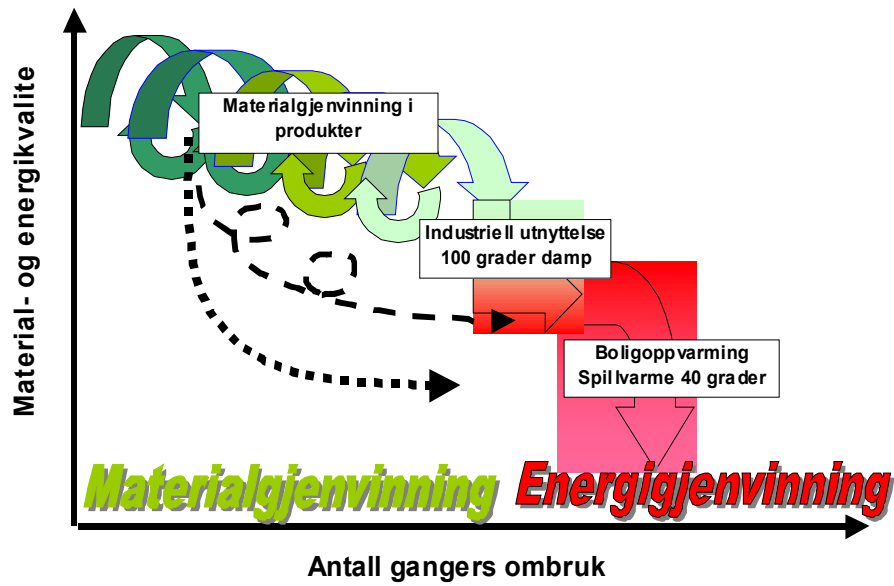 Material- og energikvalite
Materialgjenvinning i
produkter
Industriell utnyttelse
100 grader damp
Boligoppvarming
Spillvarme 40 grader
Materialgjenvinning
Energigjenvinning
Antall gangers ombruk